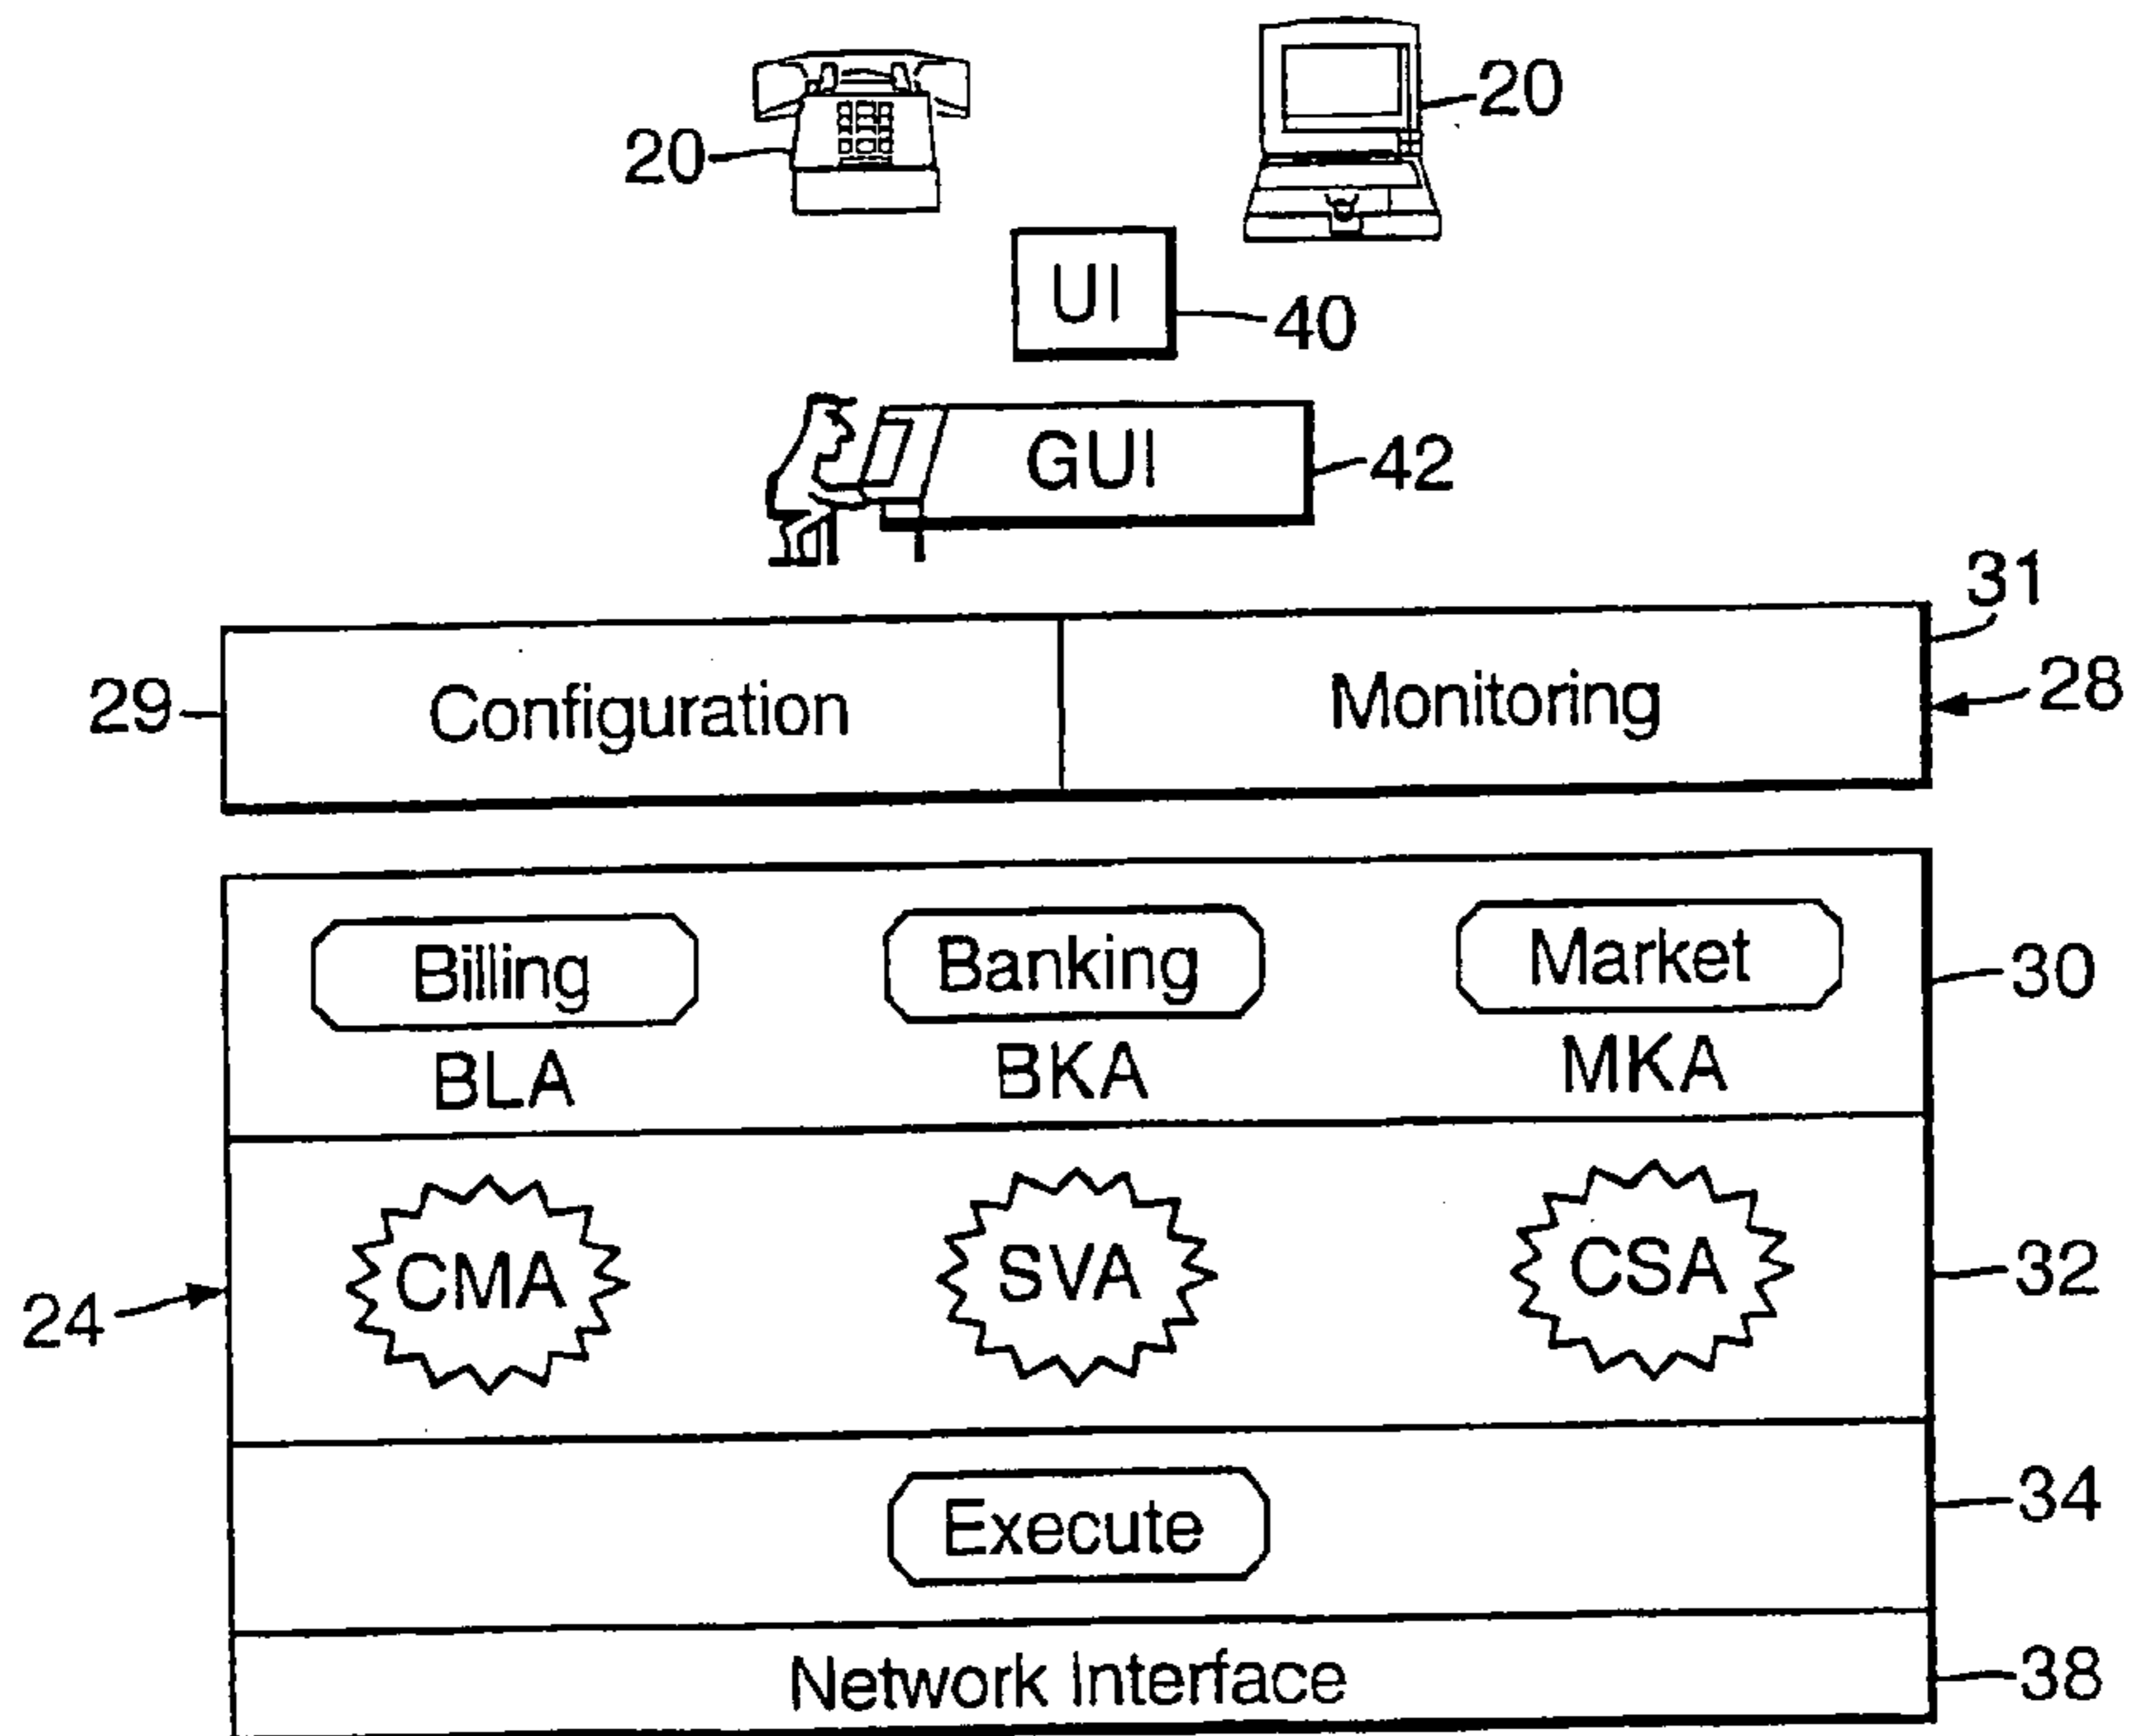 20
20
UI
40
GUI
42
31
29
Configuration
Monitoring
28
Billing
Banking
Market
30
BLA
BKA
MKA
CMA
SVA
CSA
32
24
Execute
34
Network Interface
38